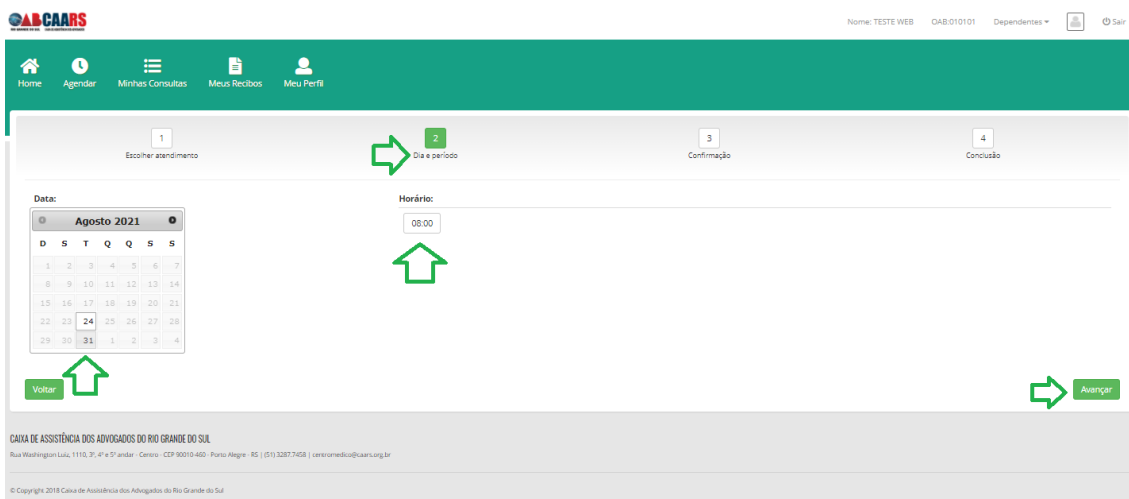 OABCAARS
Nome: TESTE WEB OAB:010101 Dependentes Sair
Home Agendar Minhas Consultas Meus Recibos Meu Perfil
1 2 3 4
Escolher atendimento Dia e período Confirmação Conclusão
Data: Horário:
Agosto 2021
08:00
D S T Q Q S S
1 2 3 4 5 6 7
8 9 10 11 12 13 14
15 16 17 18 19 20 21
22 23 24 25 26 27 28
29 30 31 1 2 3 4
Voltar Avançar
CAIXA DE ASSISTÊNCIA DOS ADVOGADOS DO RIO GRANDE DO SUL
Rua Washington Luiz, 1110, 3º, 4º e 5º andar - Centro - CEP 90010-460 - Porto Alegre - RS | (51) 3287.7458 | centromedico@caars.org.br
© Copyright 2018 Caixa de Assistência dos Advogados do Rio Grande do Sul